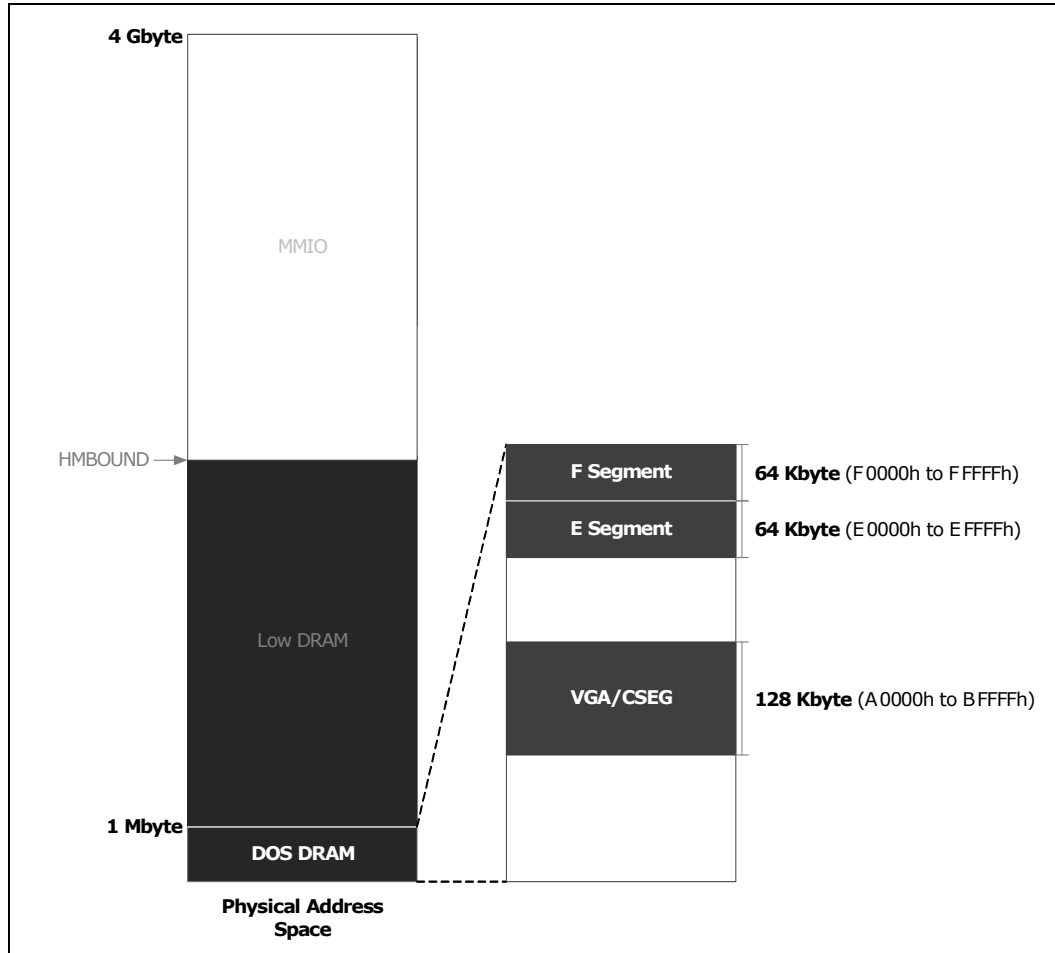 4 Gbyte
MMIO
HMBOUND
Low DRAM
1 Mbyte
DOS DRAM
Physical Address
Space
F Segment
64 Kbyte (F0000h to FFFFFh)
E Segment
64 Kbyte (E0000h to EFFFFh)
VGA/CSEG
128 Kbyte (A0000h to BFFFFh)